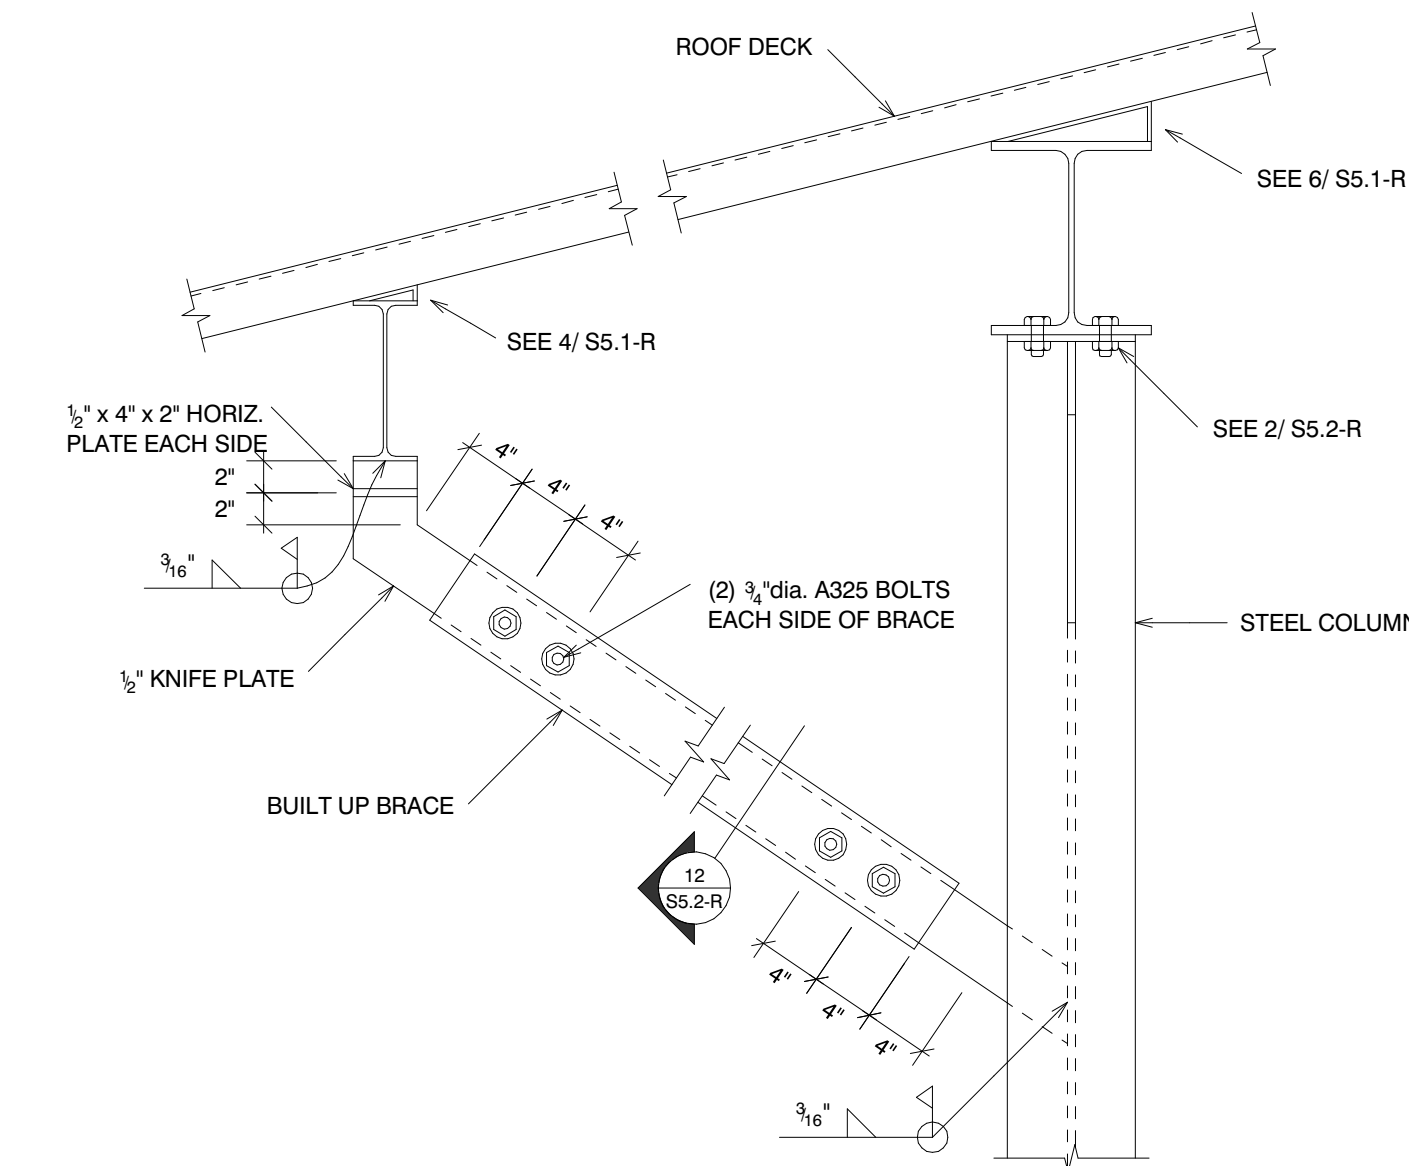 ROOF DECK
SEE 6/ S5.1-R
SEE 4/ S5.1-R
½" x 4" x 2" HORIZ.
PLATE EACH SIDE
SEE 2/ S5.2-R
2"
2"
4"
4"
4"
3/16"
(2) ¾"dia. A325 BOLTS
EACH SIDE OF BRACE
STEEL COLUMN
½" KNIFE PLATE
BUILT UP BRACE
12
S5.2-R
4"
4"
4"
3/16"